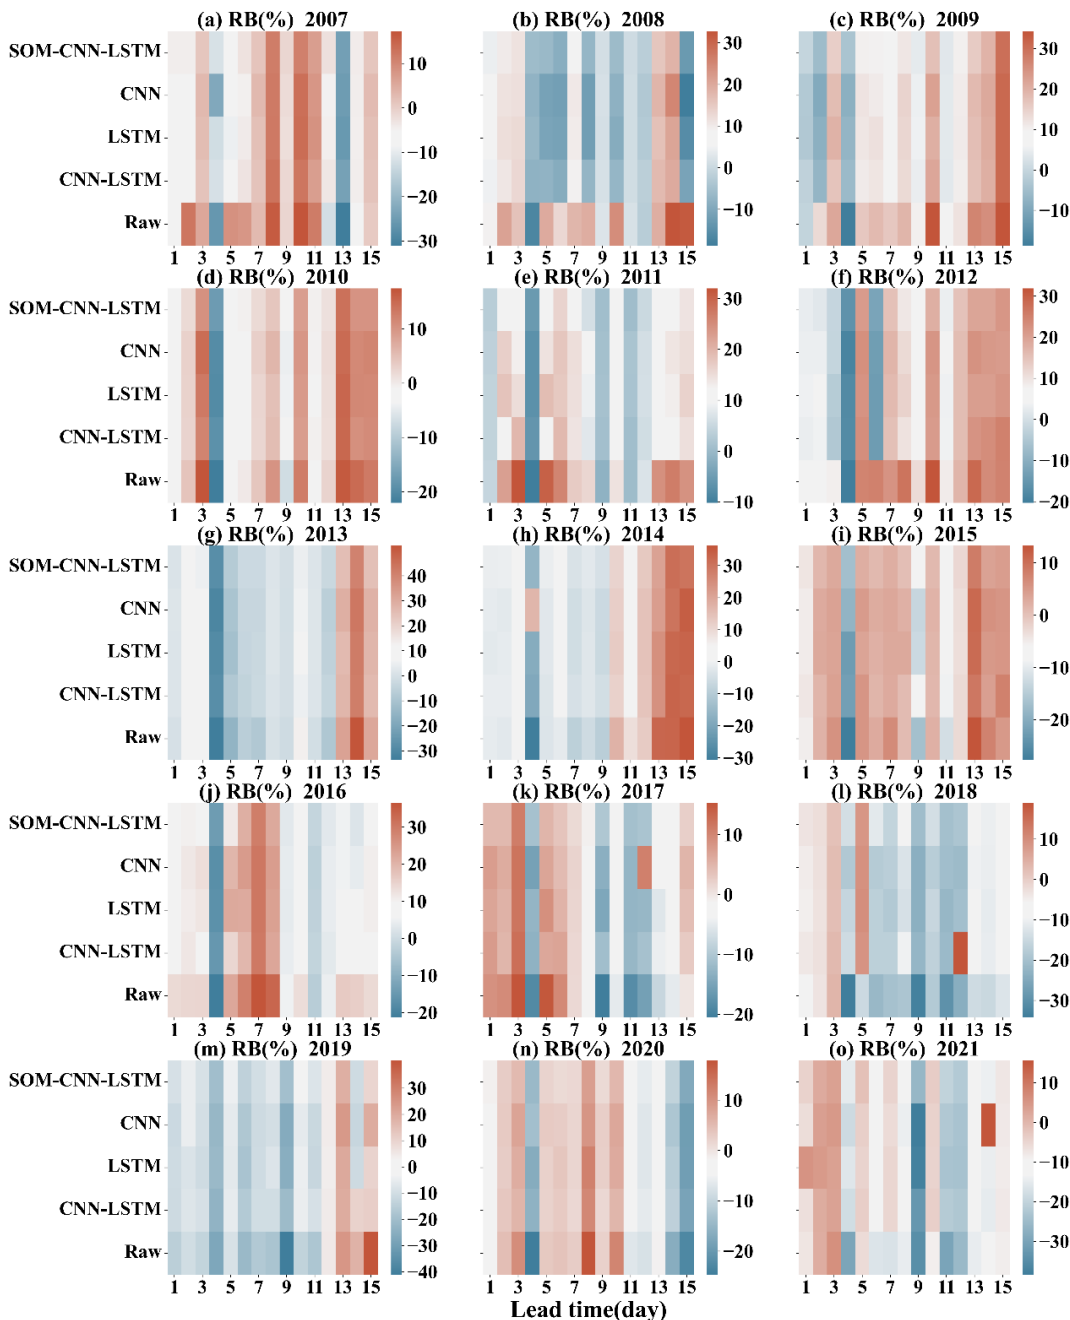 (a) RB(%) 2007 (b) RB(%) 2008 (c) RB(%) 2009
SOM-CNN-LSTM
CNN
LSTM
CNN-LSTM
Raw
10
0
−10
−20
−30
30
20
10
0
−10
30
20
10
0
−10
1 3 5 7 9 11 13 15 1 3 5 7 9 11 13 15 1 3 5 7 9 11 13 15
(d) RB(%) 2010 (e) RB(%) 2011 (f) RB(%) 2012
SOM-CNN-LSTM
CNN
LSTM
CNN-LSTM
Raw
10
0
−10
−20
30
20
10
0
−10
30
20
10
0
−10
−20
1 3 5 7 9 11 13 15 1 3 5 7 9 11 13 15 1 3 5 7 9 11 13 15
(g) RB(%) 2013 (h) RB(%) 2014 (i) RB(%) 2015
SOM-CNN-LSTM
CNN
LSTM
CNN-LSTM
Raw
40
30
20
10
0
−10
−20
−30
30
20
10
0
−10
−20
−30
10
0
−10
−20
1 3 5 7 9 11 13 15 1 3 5 7 9 11 13 15 1 3 5 7 9 11 13 15
(j) RB(%) 2016 (k) RB(%) 2017 (l) RB(%) 2018
SOM-CNN-LSTM
CNN
LSTM
CNN-LSTM
Raw
30
20
10
0
−10
−20
10
0
−10
−20
10
0
−10
−20
−30
1 3 5 7 9 11 13 15 1 3 5 7 9 11 13 15 1 3 5 7 9 11 13 15
(m) RB(%) 2019 (n) RB(%) 2020 (o) RB(%) 2021
SOM-CNN-LSTM
CNN
LSTM
CNN-LSTM
Raw
30
20
10
0
−10
−20
−30
−40
10
0
−10
−20
10
0
−10
−20
−30
1 3 5 7 9 11 13 15 1 3 5 7 9 11 13 15 1 3 5 7 9 11 13 15
Lead time(day)